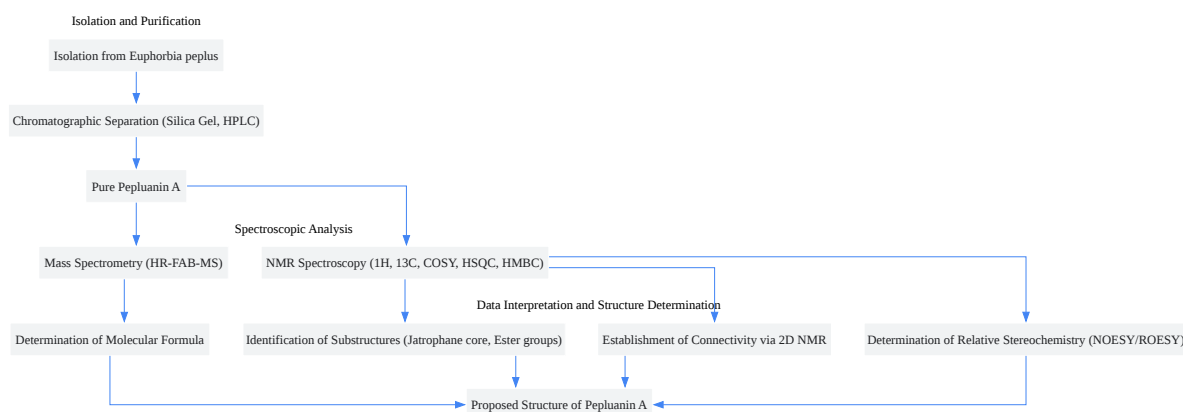 Isolation and Purification
Isolation from Euphorbia peplus
Chromatographic Separation (Silica Gel, HPLC)
Pure Pepluanin A
Spectroscopic Analysis
Mass Spectrometry (HR-FAB-MS)
NMR Spectroscopy (1H, 13C, COSY, HSQC, HMBC)
Data Interpretation and Structure Determination
Determination of Molecular Formula
Identification of Substructures (Jatrophane core, Ester groups)
Establishment of Connectivity via 2D NMR
Determination of Relative Stereochemistry (NOESY/ROESY)
Proposed Structure of Pepluanin A